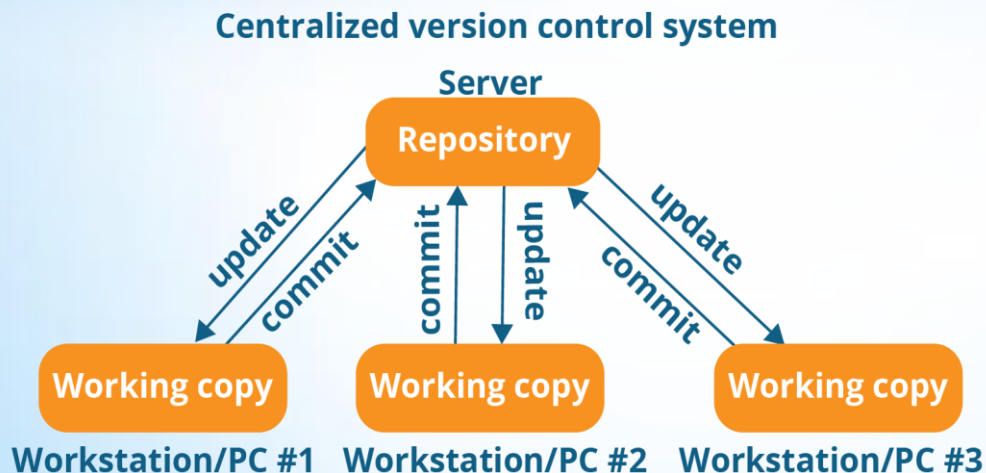 Centralized version control system
Server
Repository
update
commit
commit
update
commit
update
Working copy
Working copy
Working copy
Workstation/PC #1
Workstation/PC #2
Workstation/PC #3